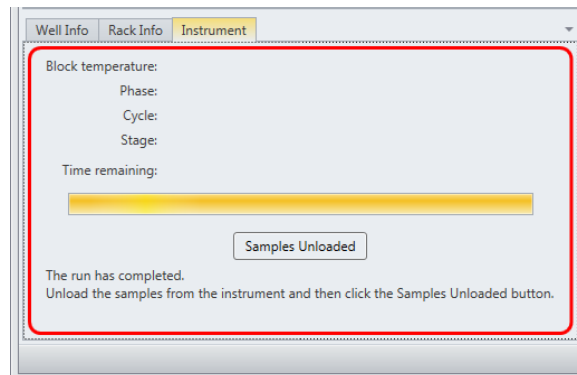 Well Info Rack Info Instrument
Block temperature:
Phase:
Cycle:
Stage:
Time remaining:
Samples Unloaded
The run has completed.
Unload the samples from the instrument and then click the Samples Unloaded button.